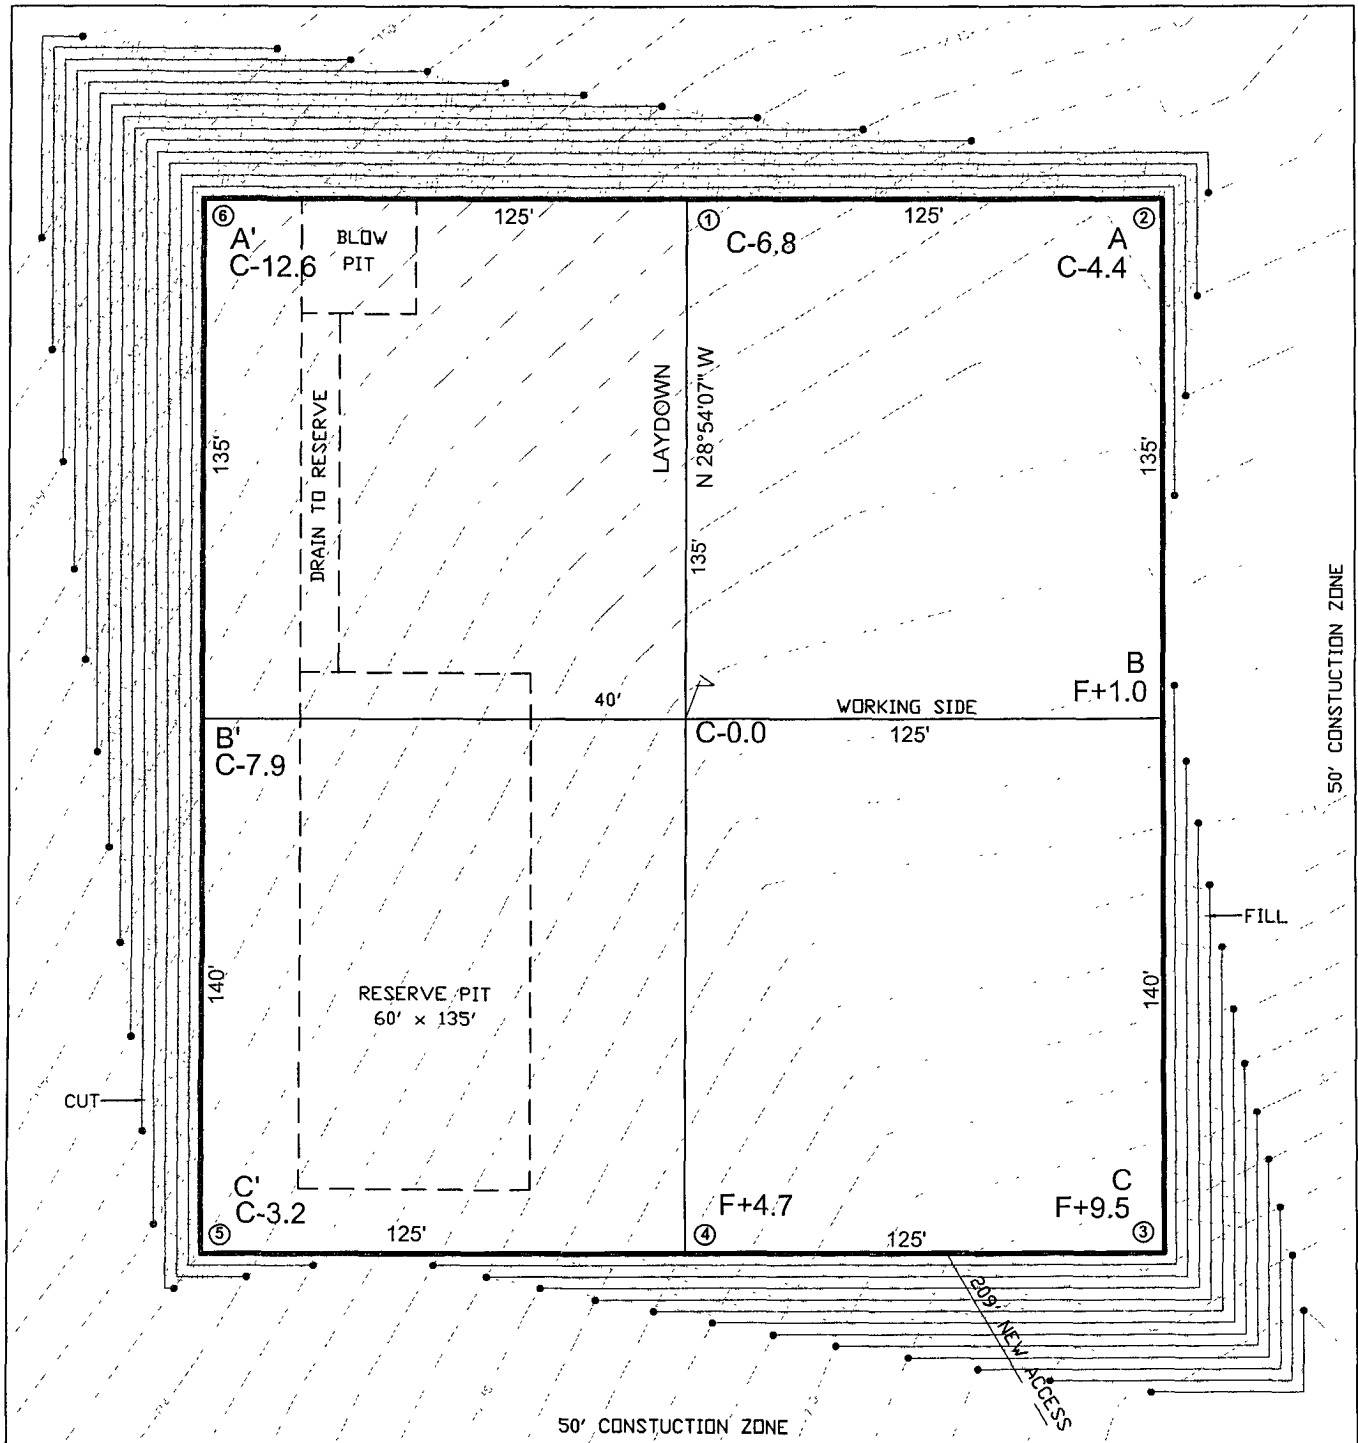 ⑥
125'
①
125'
②
A'
C-12.6
BLOW
PIT
C-6.8
A
C-4.4
135'
DRAIN TO RESERVE
LAYDOWN
N 28°54'07" W
135'
135'
50' CONSTUCTION ZONE
B
F+1.0
40'
WORKING SIDE
C-0.0
125'
B'
C-7.9
FILL
140'
RESERVE PIT
60' x 135'
140'
CUT
C'
C-3.2
F+4.7
C
F+9.5
⑤
125'
④
125'
③
209' NEW ACCESS
50' CONSTUCTION ZONE